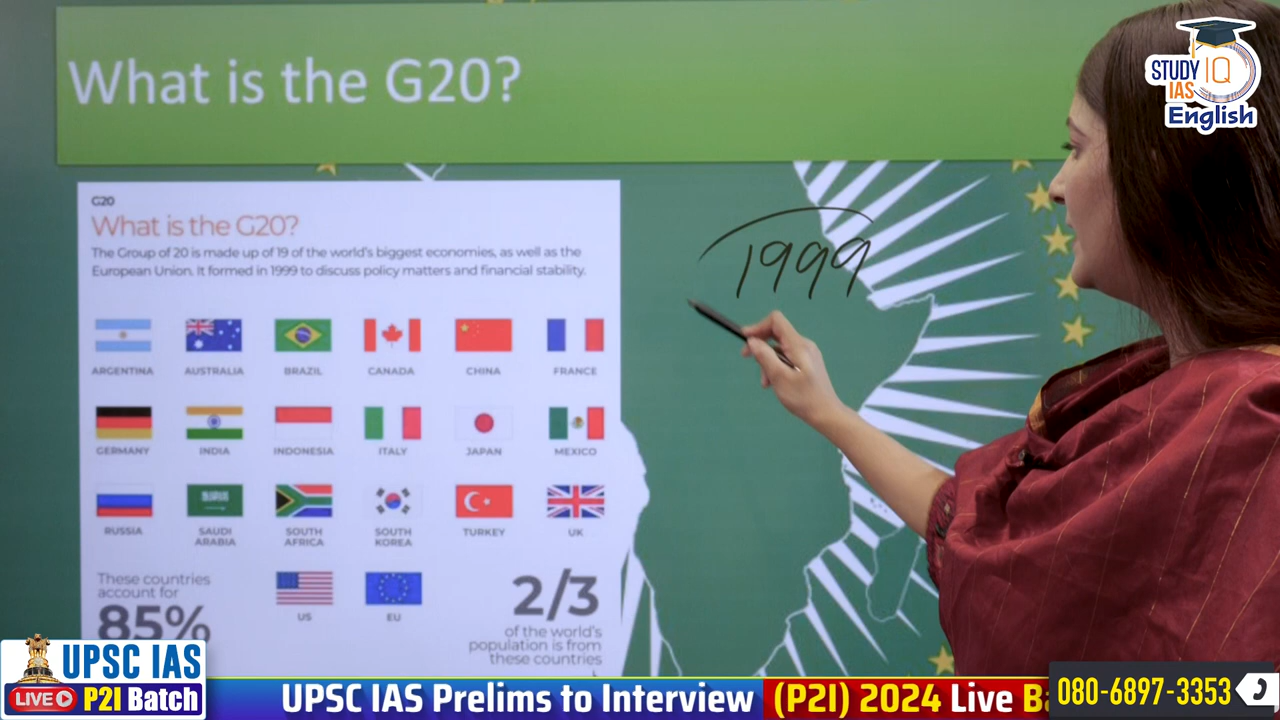 What is the G20?
STUDY IQ
IAS
English
G20
What is the G20?
The Group of 20 is made up of 19 of the world's biggest economies, as well as the
European Union. It formed in 1999 to discuss policy matters and financial stability.
1999
ARGENTINA AUSTRALIA BRAZIL CANADA CHINA FRANCE
GERMANY INDIA INDONESIA ITALY JAPAN MEXICO
RUSSIA SAUDI ARABIA SOUTH AFRICA SOUTH KOREA TURKEY UK
US EU
These countries
account for
85%
2/3
of the world's
population is from
these countries
UPSC IAS
LIVE P2I Batch
UPSC IAS Prelims to Interview (P2I) 2024 Live
080-6897-3353